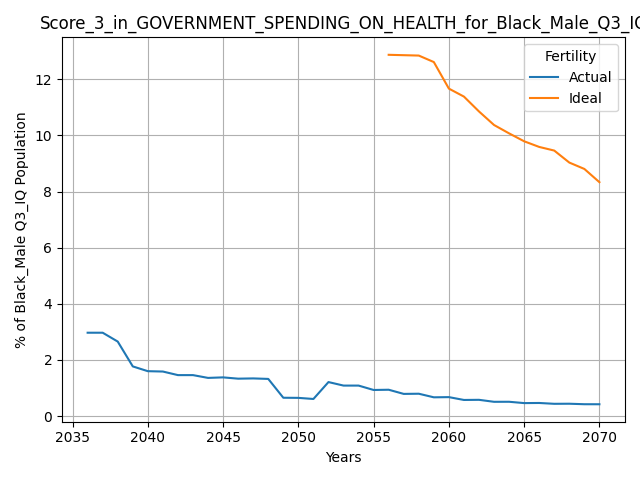 Score_3_in_GOVERNMENT_SPENDING_ON_HEALTH_for_Black_Male_Q3_IQ
Fertility
Actual
Ideal
12
10
8
6
4
2
0
% of Black_Male Q3_IQ Population
2035 2040 2045 2050 2055 2060 2065 2070
Years